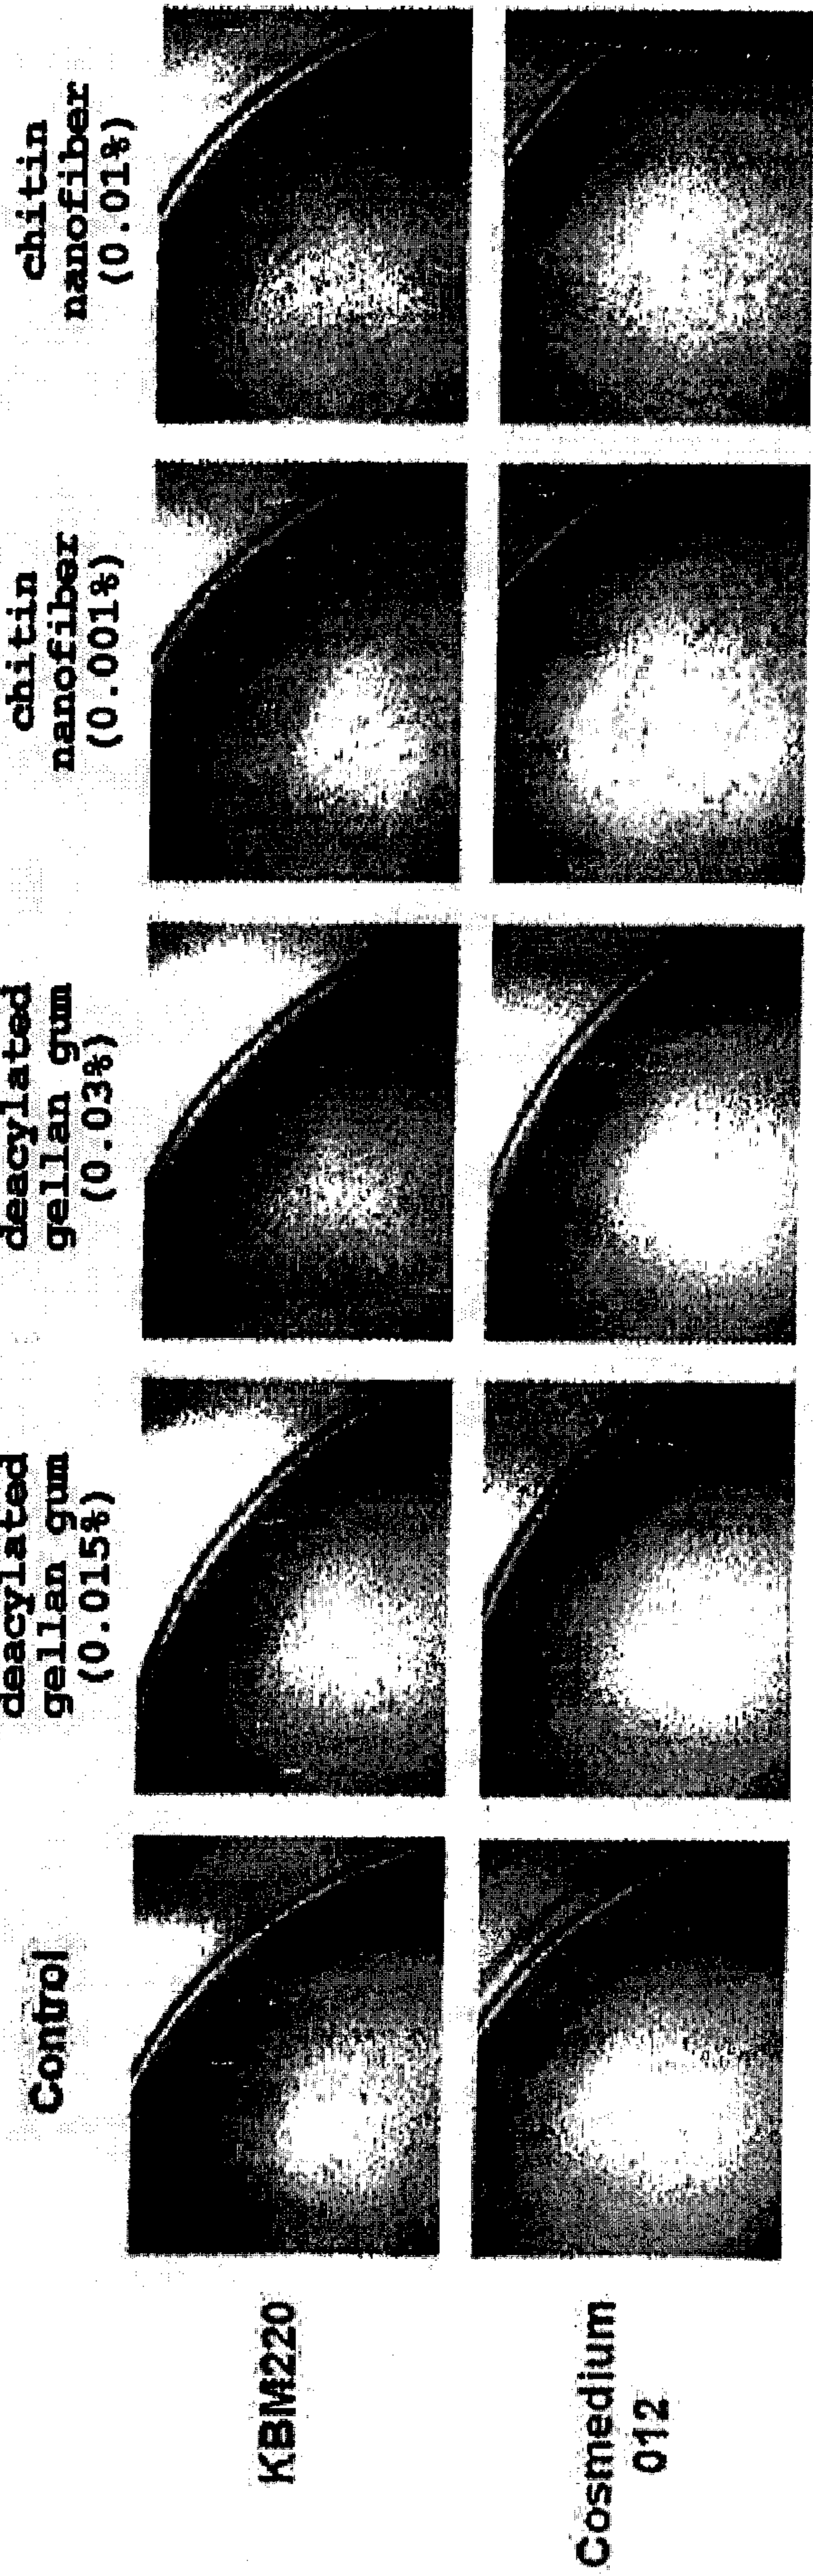 Control
deacylated
gellan gum
(0.015%)
deacylated
gellan gum
(0.03%)
chitin
nanofiber
(0.001%)
chitin
nanofiber
(0.01%)
KBM220
Cosmedium
012